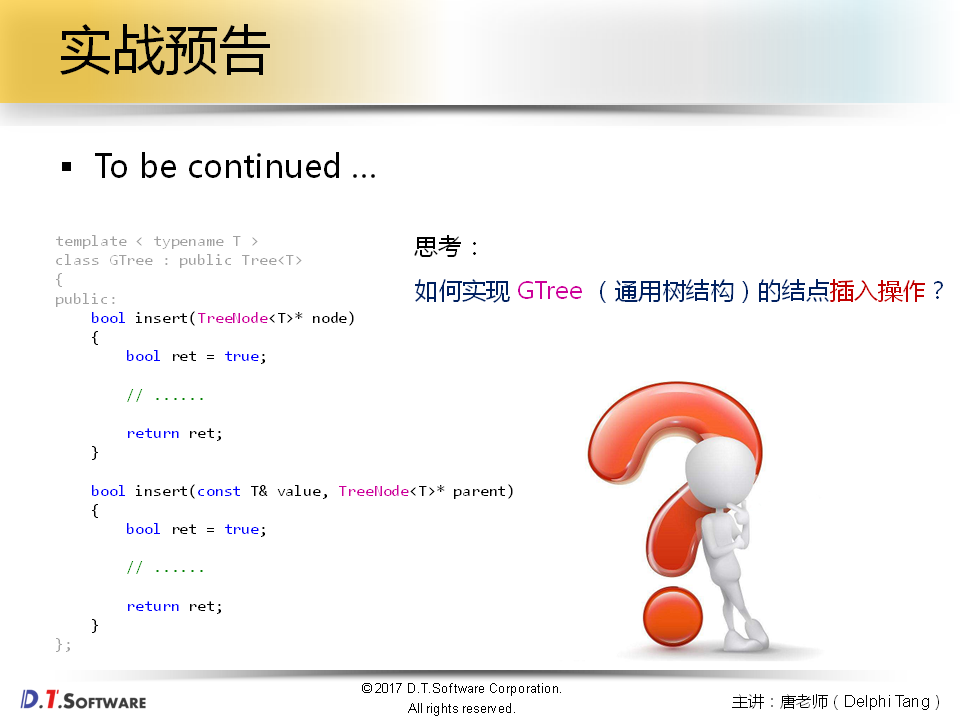 实战预告
▪ To be continued …
template < typename T >
class GTree : public Tree<T>
{
public:
    bool insert(TreeNode<T>* node)
    {
        bool ret = true;
        // ......
        return ret;
    }
    bool insert(const T& value, TreeNode<T>* parent)
    {
        bool ret = true;
        // ......
        return ret;
    }
};
思考：
如何实现 GTree （通用树结构）的结点插入操作？
D.T.SOFTWARE
©2017 D.T.Software Corporation.
All rights reserved.
主讲：唐老师（Delphi Tang）